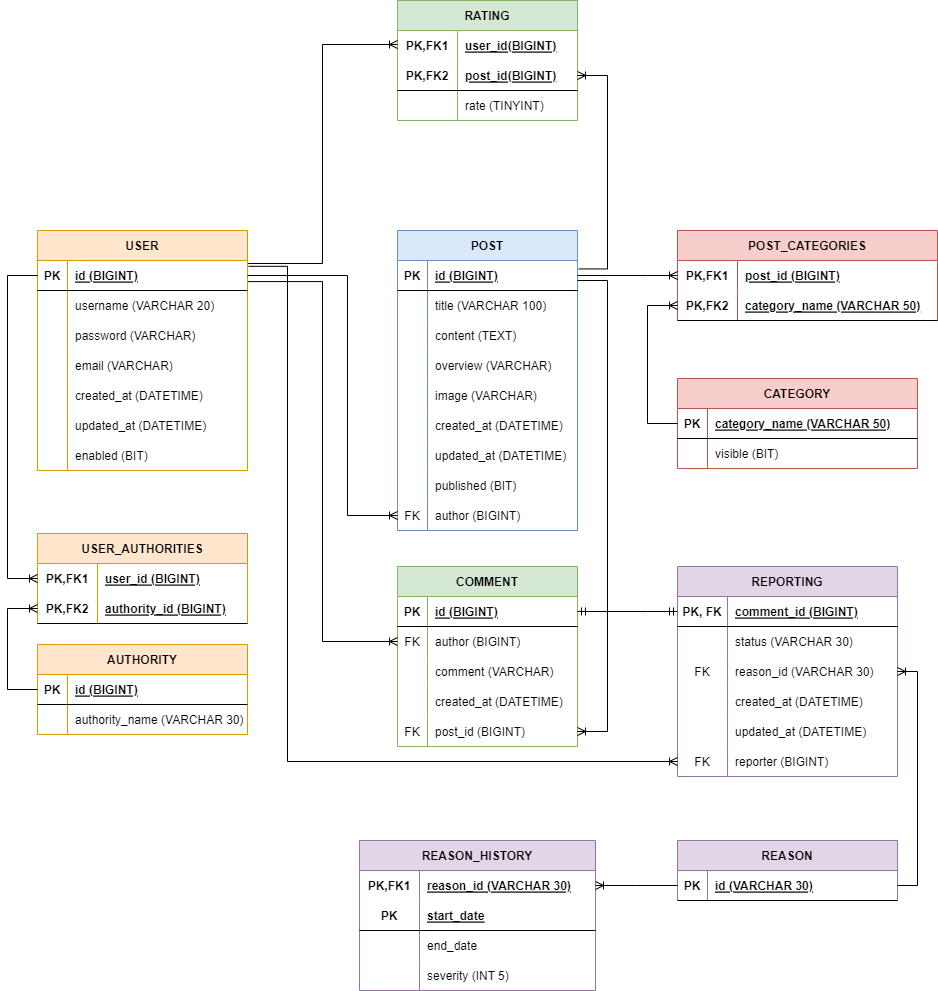 RATING
PK,FK1 user_id(BIGINT)
PK,FK2 post_id(BIGINT)
rate (TINYINT)
USER
PK id (BIGINT)
username (VARCHAR 20)
password (VARCHAR)
email (VARCHAR)
created_at (DATETIME)
updated_at (DATETIME)
enabled (BIT)
POST
PK id (BIGINT)
title (VARCHAR 100)
content (TEXT)
overview (VARCHAR)
image (VARCHAR)
created_at (DATETIME)
updated_at (DATETIME)
published (BIT)
FK author (BIGINT)
POST_CATEGORIES
PK,FK1 post_id (BIGINT)
PK,FK2 category_name (VARCHAR 50)
CATEGORY
PK category_name (VARCHAR 50)
visible (BIT)
USER_AUTHORITIES
PK,FK1 user_id (BIGINT)
PK,FK2 authority_id (BIGINT)
AUTHORITY
PK id (BIGINT)
authority_name (VARCHAR 30)
COMMENT
PK id (BIGINT)
FK author (BIGINT)
comment (VARCHAR)
created_at (DATETIME)
FK post_id (BIGINT)
REPORTING
PK, FK comment_id (BIGINT)
status (VARCHAR 30)
FK reason_id (VARCHAR 30)
created_at (DATETIME)
updated_at (DATETIME)
FK reporter (BIGINT)
REASON_HISTORY
PK,FK1 reason_id (VARCHAR 30)
PK start_date
end_date
severity (INT 5)
REASON
PK id (VARCHAR 30)